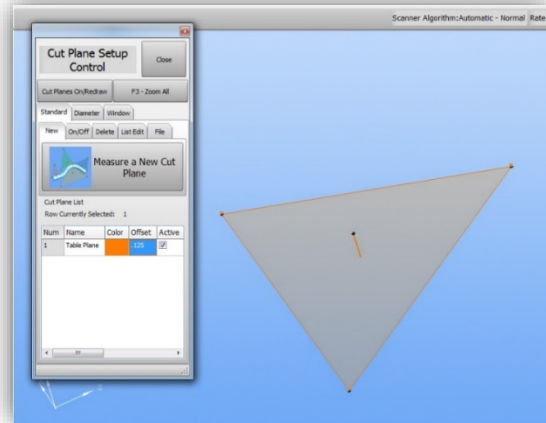 Scanner Algorithm:Automatic - Normal Rate
Cut Plane Setup
Control
Close
Cut Planes On/Redraw
F3 - Zoom All
Standard Diameter Window
New On/Off Delete List Edit File
Measure a New Cut
Plane
Cut Plane List
Row Currently Selected: 1
Num Name Color Offset Active
1 Table Plane .125